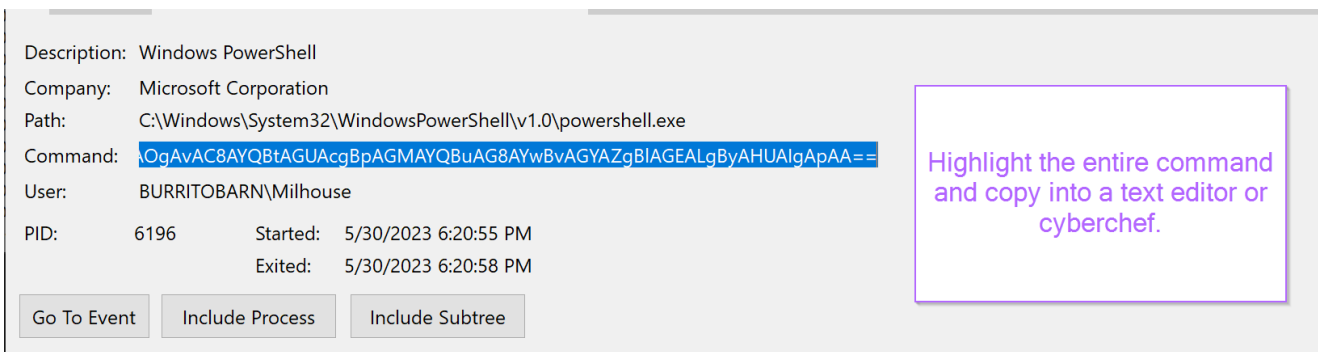 Description: Windows PowerShell
Company: Microsoft Corporation
Path: C:\Windows\System32\WindowsPowerShell\v1.0\powershell.exe
Command: OgAvAC8AYQBtAGUAcgBpAGMAYQBuAG8AYwBvAGYAZgBlAGEALgByAHUAIgApAA==
User: BURRITOBARN\Milhouse
PID: 6196 Started: 5/30/2023 6:20:55 PM
Exited: 5/30/2023 6:20:58 PM
Go To Event Include Process Include Subtree
Highlight the entire command
and copy into a text editor or
cyberchef.